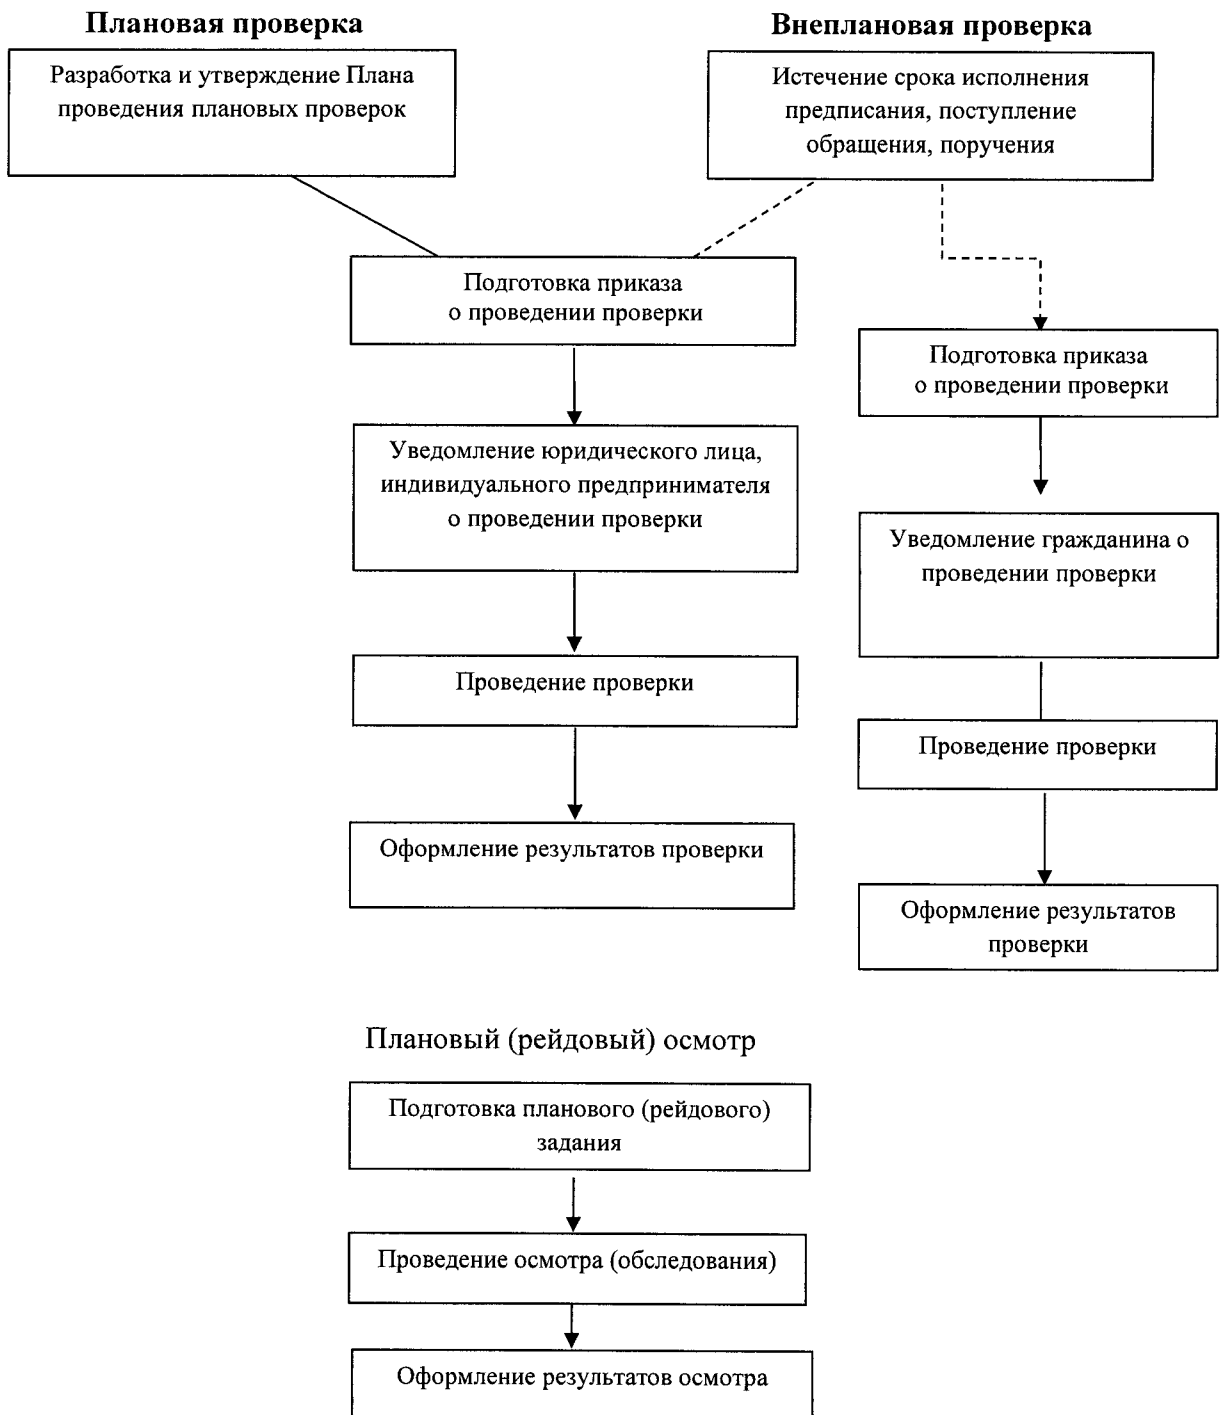 Плановая проверка
Внеплановая проверка
Разработка и утверждение Плана
проведения плановых проверок
Истечение срока исполнения
предписания, поступление
обращения, поручения
Подготовка приказа
о проведении проверки
Подготовка приказа
о проведении проверки
Уведомление юридического лица,
индивидуального предпринимателя
о проведении проверки
Уведомление гражданина о
проведении проверки
Проведение проверки
Проведение проверки
Оформление результатов проверки
Оформление результатов
проверки
Плановый (рейдовый) осмотр
Подготовка планового (рейдового)
задания
Проведение осмотра (обследования)
Оформление результатов осмотра